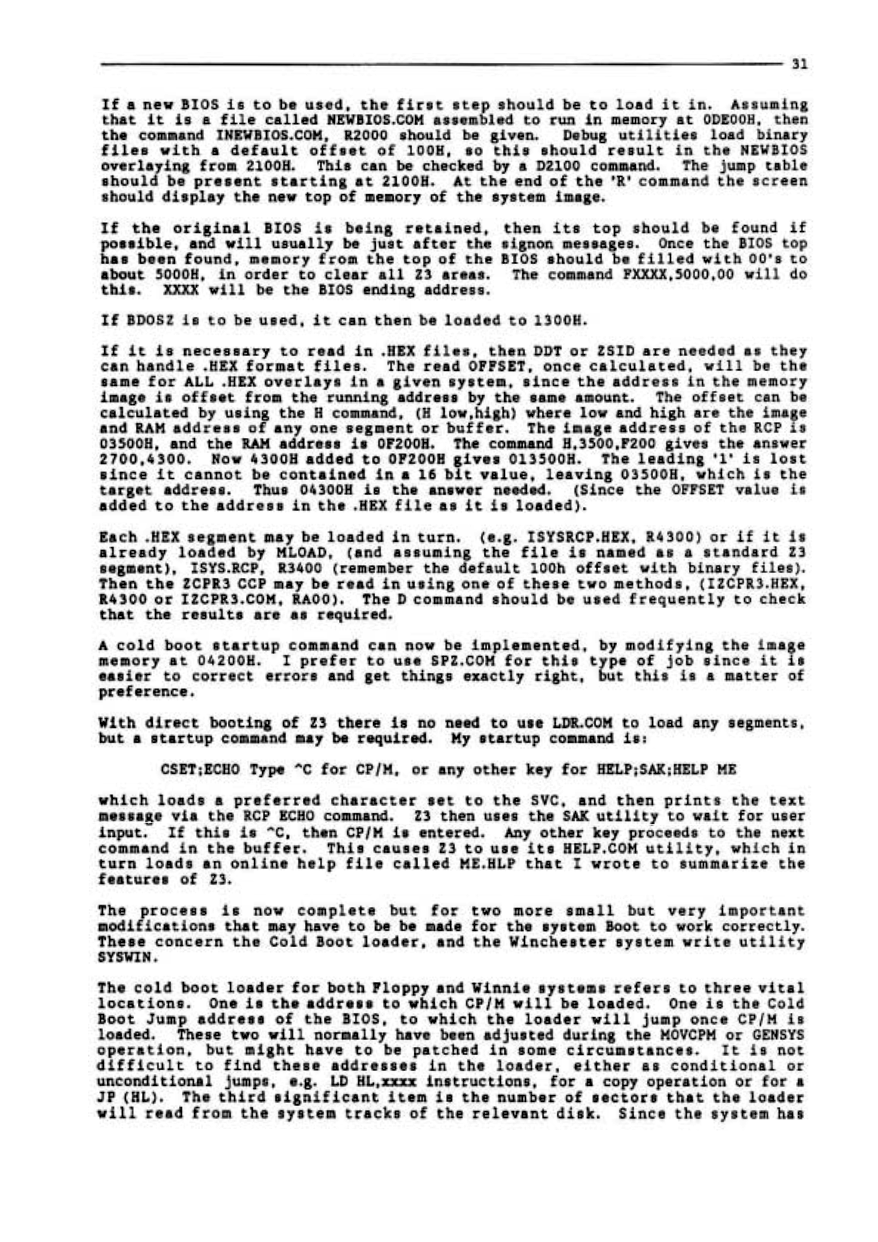 31
If a new BIOS is to be used, the first step should be to load it in. Assuming
that it is a file called NEWBIOS.COM assembled to run in memory at 0DE00H, then
the command INEWBIOS.COM, R2000 should be given. Debug utilities load binary
files with a default offset of 100H, so this should result in the NEWBIOS
overlaying from 2100H. This can be checked by a D2100 command. The jump table
should be present starting at 2100H. At the end of the 'R' command the screen
should display the new top of memory of the system image.
If the original BIOS is being retained, then its top should be found if
possible, and will usually be just after the signon messages. Once the BIOS top
has been found, memory from the top of the BIOS should be filled with 00's to
about 5000H, in order to clear all Z3 areas. The command FXXXX,5000,00 will do
this. XXXX will be the BIOS ending address.
If BDOSZ is to be used, it can then be loaded to 1300H.
If it is necessary to read in .HEX files, then DDT or ZSID are needed as they
can handle .HEX format files. The read OFFSET, once calculated, will be the
same for ALL .HEX overlays in a given system, since the address in the memory
image is offset from the running address by the same amount. The offset can be
calculated by using the H command, (H low,high) where low and high are the image
and RAM address of any one segment or buffer. The image address of the RCP is
03500H, and the RAM address is 0F200H. The command H,3500,F200 gives the answer
2700,4300. Now 4300H added to 0F200H gives 013500H. The leading '1' is lost
since it cannot be contained in a 16 bit value, leaving 03500H, which is the
target address. Thus 04300H is the answer needed. (Since the OFFSET value is
added to the address in the .HEX file as it is loaded).
Each .HEX segment may be loaded in turn. (e.g. ISYSRCP.HEX, R4300) or if it is
already loaded by MLOAD, (and assuming the file is named as a standard Z3
segment), ISYS.RCP, R3400 (remember the default 100h offset with binary files).
Then the ZCPR3 CCP may be read in using one of these two methods, (IZCPR3.HEX,
R4300 or IZCPR3.COM, RA00). The D command should be used frequently to check
that the results are as required.
A cold boot startup command can now be implemented, by modifying the image
memory at 04200H. I prefer to use SPZ.COM for this type of job since it is
easier to correct errors and get things exactly right, but this is a matter of
preference.
With direct booting of Z3 there is no need to use LDR.COM to load any segments,
but a startup command may be required. My startup command is:
CSET;ECHO Type ^C for CP/M, or any other key for HELP;SAK;HELP ME
which loads a preferred character set to the SVC, and then prints the text
message via the RCP ECHO command. Z3 then uses the SAK utility to wait for user
input. If this is ^C, then CP/M is entered. Any other key proceeds to the next
command in the buffer. This causes Z3 to use its HELP.COM utility, which in
turn loads an online help file called ME.HLP that I wrote to summarize the
features of Z3.
The process is now complete but for two more small but very important
modifications that may have to be be made for the system Boot to work correctly.
These concern the Cold Boot loader, and the Winchester system write utility
SYSWIN.
The cold boot loader for both Floppy and Winnie systems refers to three vital
locations. One is the address to which CP/M will be loaded. One is the Cold
Boot Jump address of the BIOS, to which the loader will jump once CP/M is
loaded. These two will normally have been adjusted during the MOVCPM or GENSYS
operation, but might have to be patched in some circumstances. It is not
difficult to find these addresses in the loader, either as conditional or
unconditional jumps, e.g. LD HL,xxxx instructions, for a copy operation or for a
JP (HL). The third significant item is the number of sectors that the loader
will read from the system tracks of the relevant disk. Since the system has